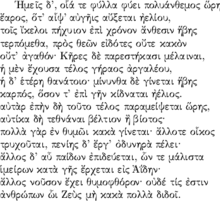 Ἡμεῖς δ᾽, οἷά τε φύλλα φύει πολυάνθεμος ὥρη
ἔαρος, ὅτ᾽ αἶψ᾽ αὐγῇις αὔξεται ἠελίου,
τοῖς ἴκελοι πήχυιον ἐπὶ χρόνον ἄνθεσιν ἥβης
τερπόμεθα, πρὸς θεῶν εἰδότες οὔτε κακὸν
οὔτ᾽ ἀγαθόν· Κῆρες δὲ παρεστήκασι μέλαιναι,
ἡ μὲν ἔχουσα τέλος γήραος ἀργαλέου,
ἡ δ᾽ ἑτέρη θανάτοιο· μίνυνθα δὲ γίνεται ἥβης
καρπός, ὅσον τ᾽ ἐπὶ γῆν κίδναται ἠέλιος.
αὐτὰρ ἐπὴν δὴ τοῦτο τέλος παραμείψεται ὥρης,
αὐτίκα δὴ τεθνάναι βέλτιον ἢ βίοτος·
πολλὰ γὰρ ἐν θυμῶι κακὰ γίνεται· ἄλλοτε οἶκος
τρυχοῦται, πενίης δ᾽ ἔργ᾽ ὀδυνηρὰ πέλει·
ἄλλος δ᾽ αὖ παίδων ἐπιδεύεται, ὧν τε μάλιστα
ἱμείρων κατὰ γῆς ἔρχεται εἰς Ἀΐδην·
ἄλλος νοῦσον ἔχει θυμοφθόρον· οὐδέ τίς ἐστιν
ἀνθρώπων ὧι Ζεὺς μὴ κακὰ πολλὰ διδοῖ.